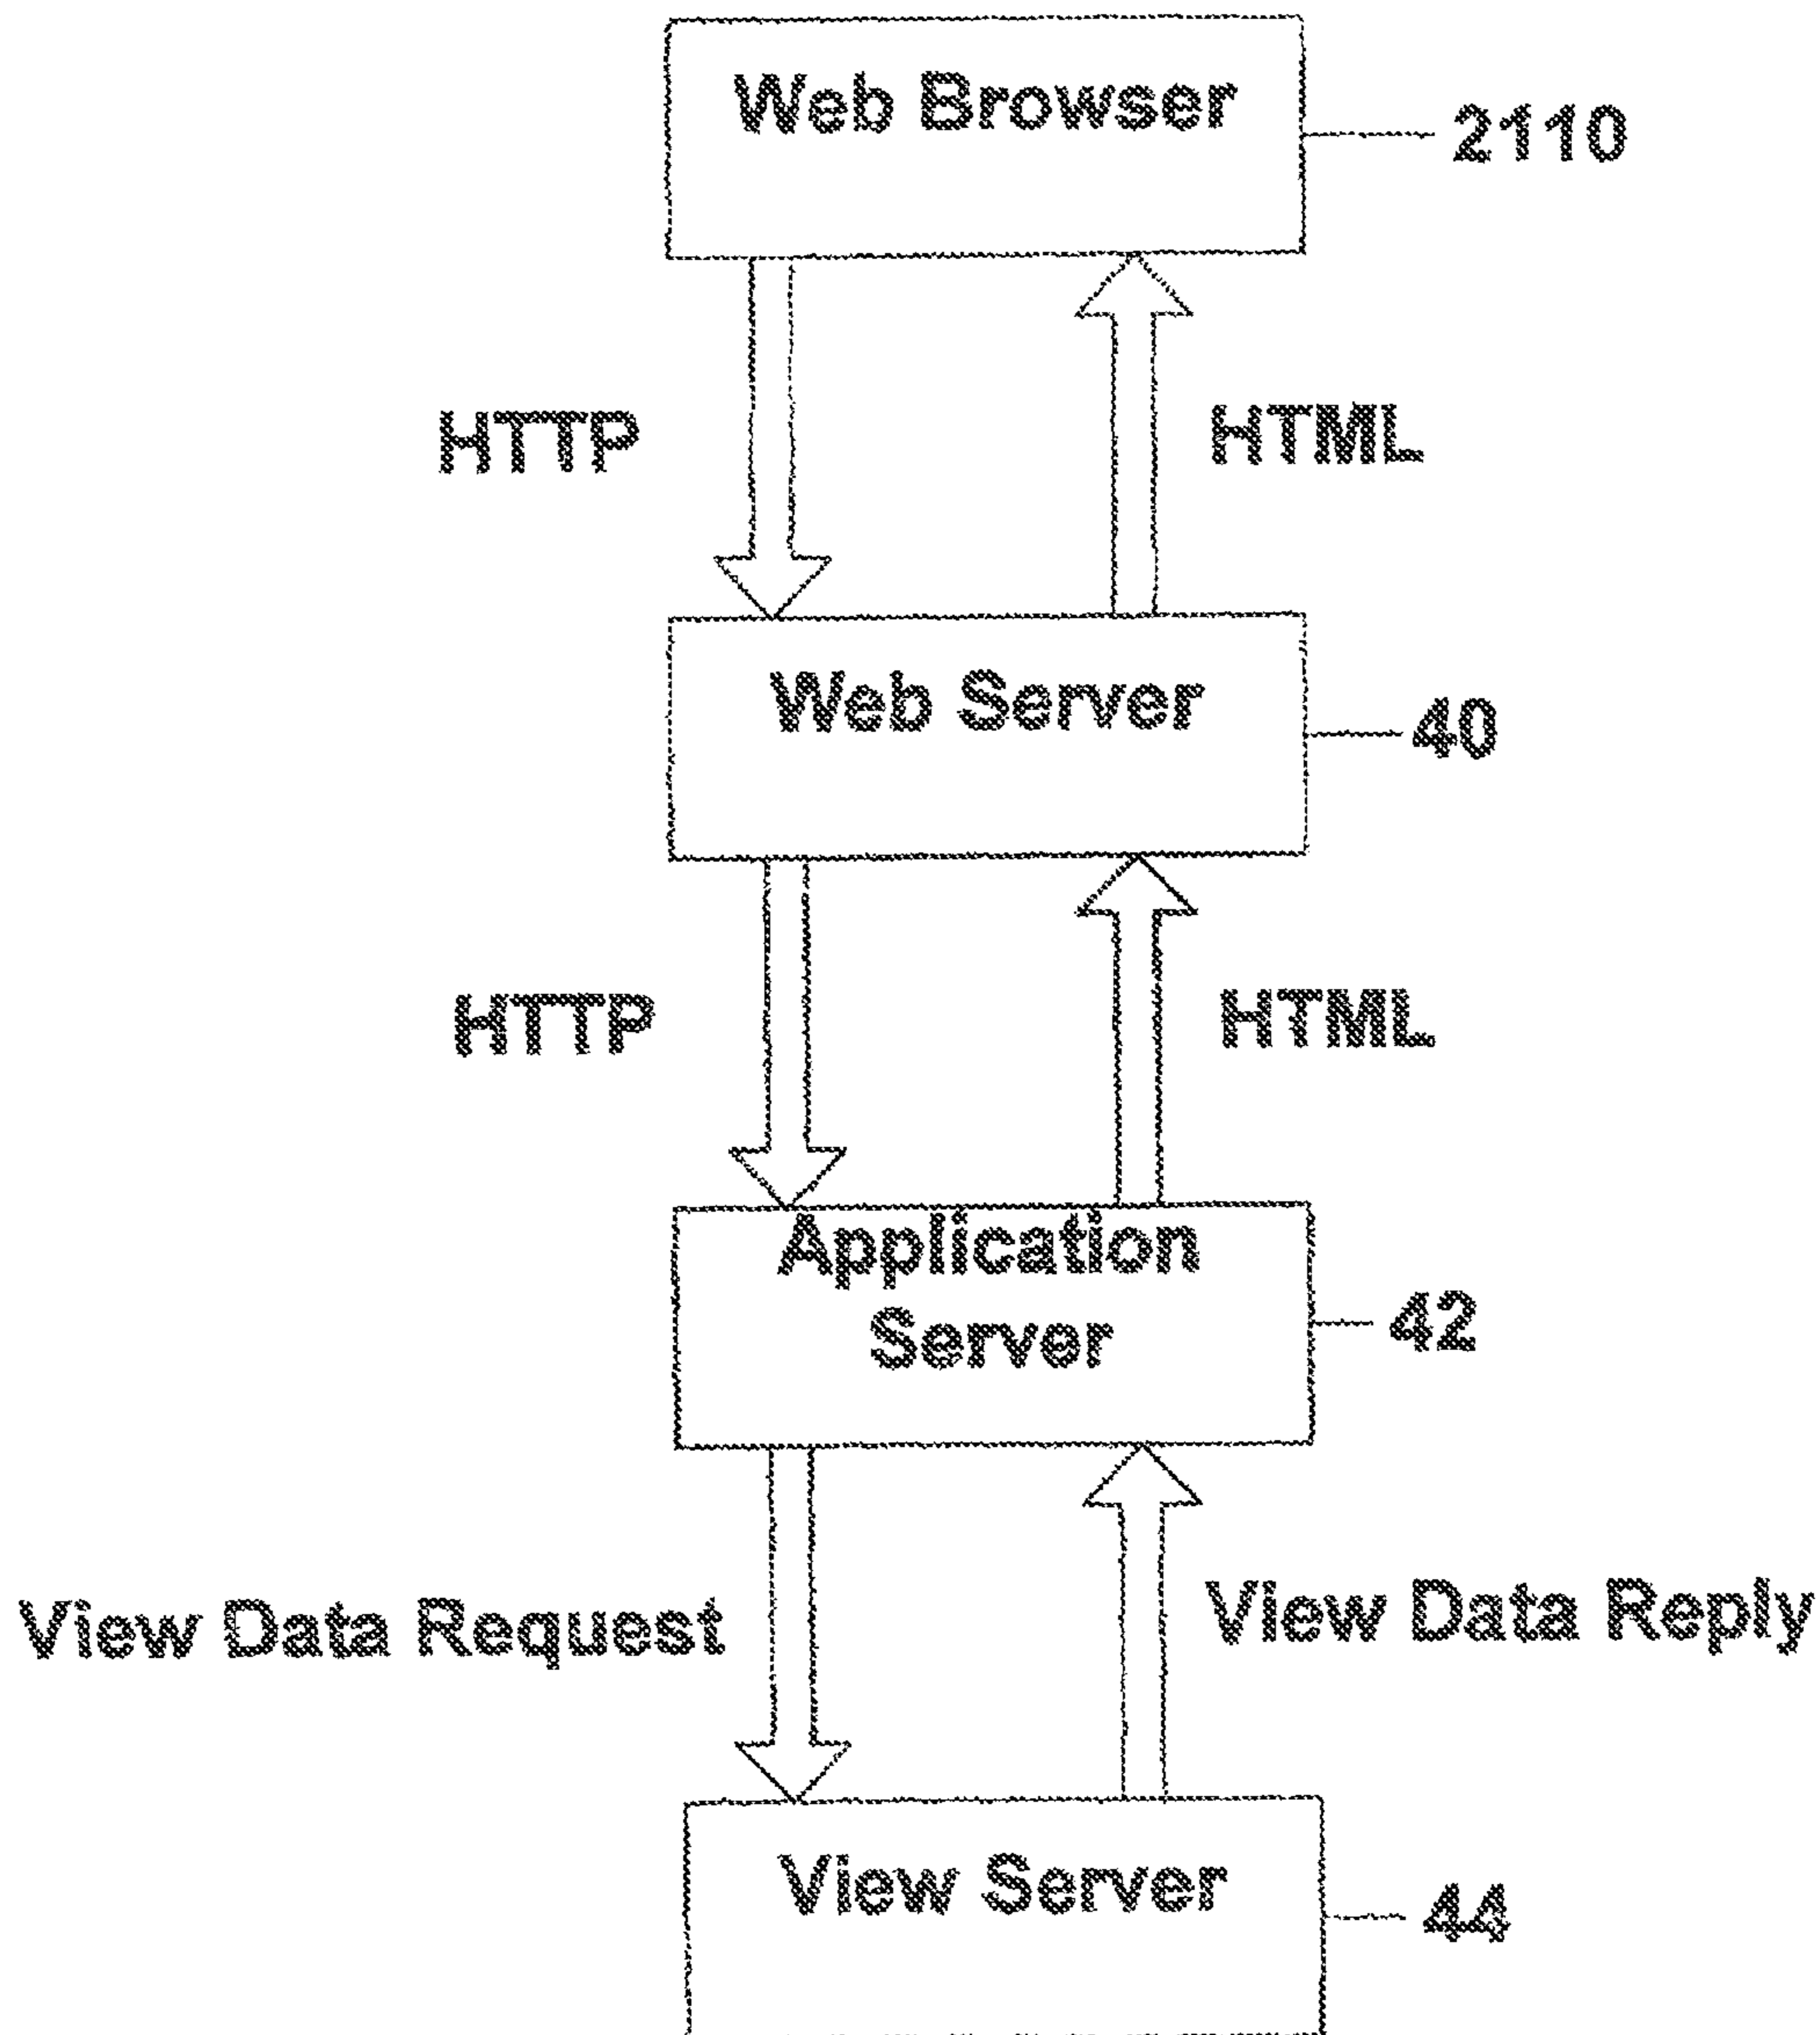 Web Browser
2110
HTTP
HTML
Web Server
40
HTTP
HTML
Application
Server
42
View Data Request
View Data Reply
View Server
44